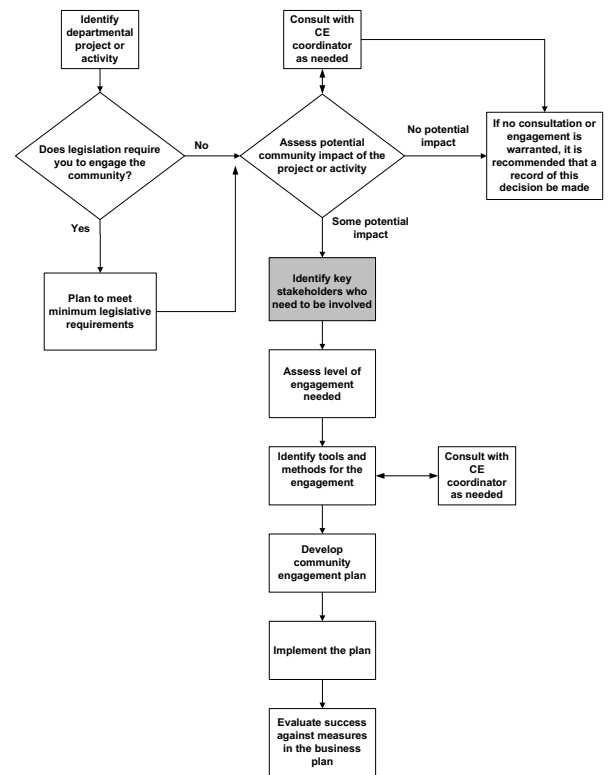 Identify
departmental
project or
activity
Consult with
CE
coordinator
as needed
Does legislation require
you to engage the
community?
No
Assess potential
community impact of the
project or activity
No potential
impact
If no consultation or
engagement is
warranted, it is
recommended that a
record of this
decision be made
Yes
Some potential
impact
Plan to meet
minimum legislative
requirements
Identify key
stakeholders who
need to be involved
Assess level of
engagement
needed
Identify tools and
methods for the
engagement
Consult with
CE
coordinator
as needed
Develop
community
engagement plan
Implement the plan
Evaluate success
against measures
in the business
plan